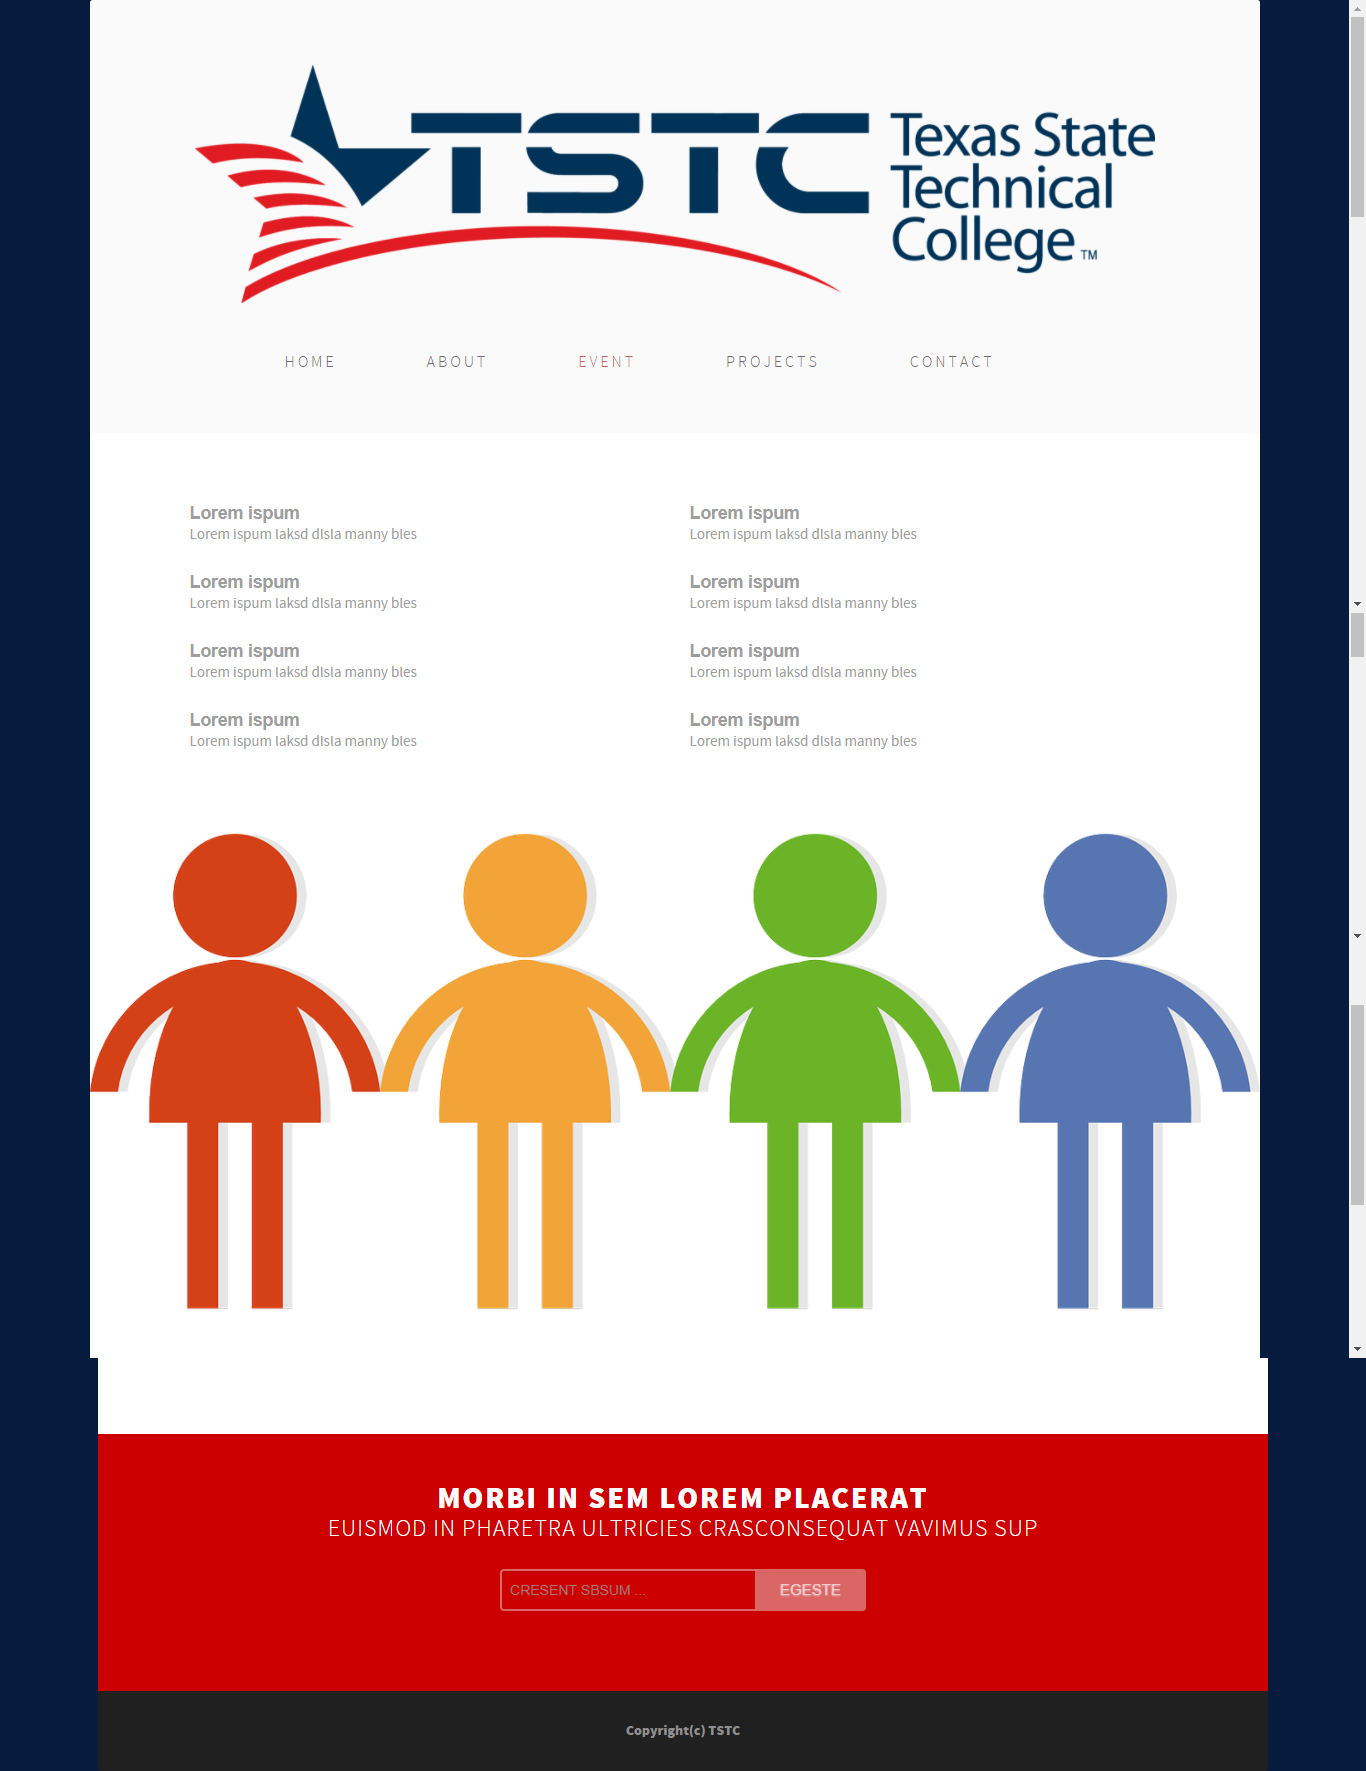 TSTC Texas State
Technical
College™
HOME ABOUT EVENT PROJECTS CONTACT
Lorem ispum
Lorem ispum laksd dlsla manny bles
Lorem ispum
Lorem ispum laksd dlsla manny bles
Lorem ispum
Lorem ispum laksd dlsla manny bles
Lorem ispum
Lorem ispum laksd dlsla manny bles
Lorem ispum
Lorem ispum laksd dlsla manny bles
Lorem ispum
Lorem ispum laksd dlsla manny bles
Lorem ispum
Lorem ispum laksd dlsla manny bles
Lorem ispum
Lorem ispum laksd dlsla manny bles
MORBI IN SEM LOREM PLACERAT
EUISMOD IN PHARETRA ULTRICIES CRASCONSEQUAT VAVIMUS SUP
CRESENT SBSUM ... EGESTE
Copyright(c) TSTC